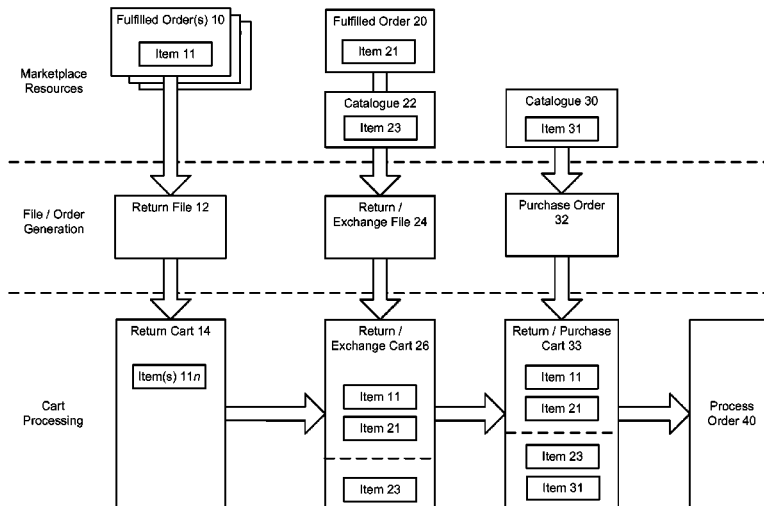 Fulfilled Order(s) 10
Item 11
Fulfilled Order 20
Item 21
Marketplace
Resources
Catalogue 22
Item 23
Catalogue 30
Item 31
File / Order
Generation
Return File 12
Return /
Exchange File 24
Purchase Order
32
Cart
Processing
Return Cart 14
Item(s) 11n
Return /
Exchange Cart 26
Item 11
Item 21
Item 23
Return / Purchase
Cart 33
Item 11
Item 21
Item 23
Item 31
Process
Order 40